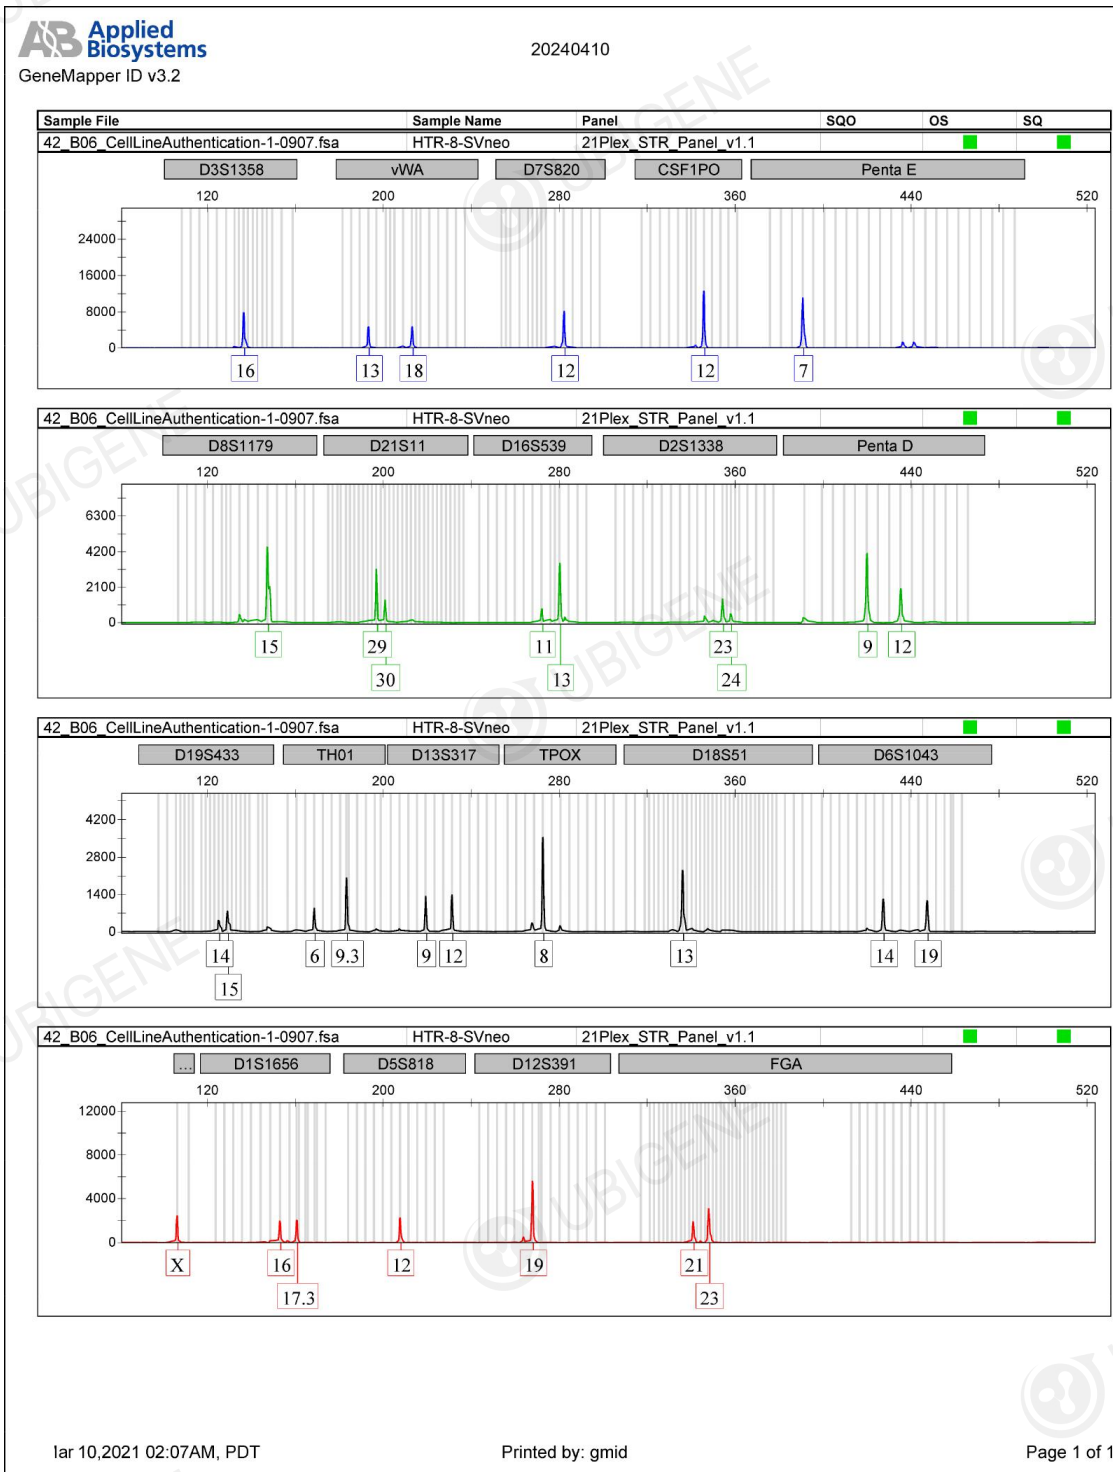 AB Applied Biosystems
20240410
GeneMapper ID v3.2
Sample File Sample Name Panel SQO OS SQ
42_B06_CellLineAuthentication-1-0907.fsa HTR-8-SVneo 21Plex_STR_Panel_v1.1
D3S1358 vWA D7S820 CSF1PO Penta E
120 200 280 360 440 520
24000
16000
8000
0
16 13 18 12 12 7
42_B06_CellLineAuthentication-1-0907.fsa HTR-8-SVneo 21Plex_STR_Panel_v1.1
D8S1179 D21S11 D16S539 D2S1338 Penta D
120 200 280 360 440 520
6300
4200
2100
0
15 29 11 23 9 12
30 13 24
42_B06_CellLineAuthentication-1-0907.fsa HTR-8-SVneo 21Plex_STR_Panel_v1.1
D19S433 TH01 D13S317 TPOX D18S51 D6S1043
120 200 280 360 440 520
4200
2800
1400
0
14 6 9.3 9 12 8 13 14 19
15
42_B06_CellLineAuthentication-1-0907.fsa HTR-8-SVneo 21Plex_STR_Panel_v1.1
... D1S1656 D5S818 D12S391 FGA
120 200 280 360 440 520
12000
8000
4000
0
X 16 12 19 21
17.3 23
lar 10,2021 02:07AM, PDT Printed by: gmid Page 1 of 1
UBIGENE
UBIGENE
UBIGENE
UBIGENE
UBIGENE